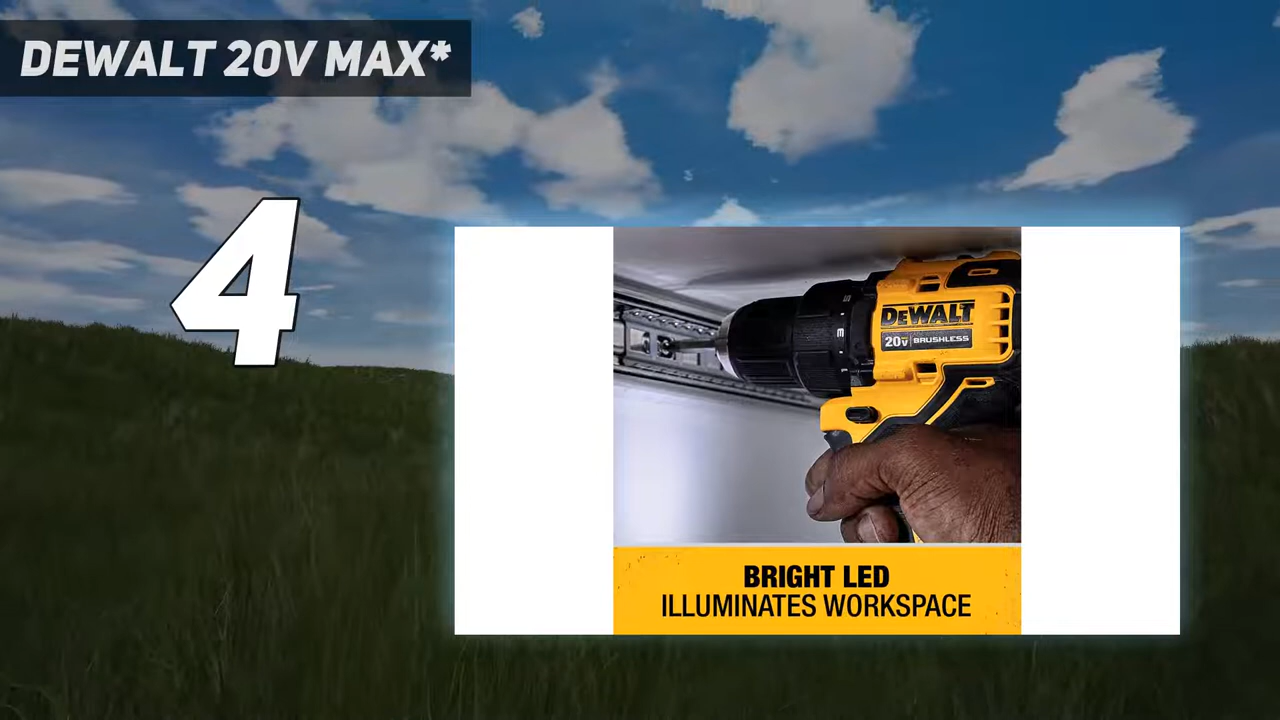 DEWALT 20V MAX*
4
DEWALT
20V BRUSHLESS
BRIGHT LED
ILLUMINATES WORKSPACE